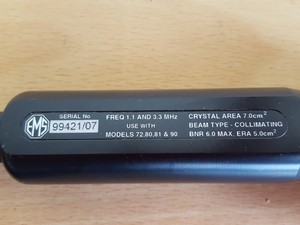 EMS
SERIAL No
99421/07
FREQ 1.1 AND 3.3 MHz
USE WITH
MODELS 72,80,81 & 90
CRYSTAL AREA 7.0cm²
BEAM TYPE - COLLIMATING
BNR 6.0 MAX. ERA 5.0cm²